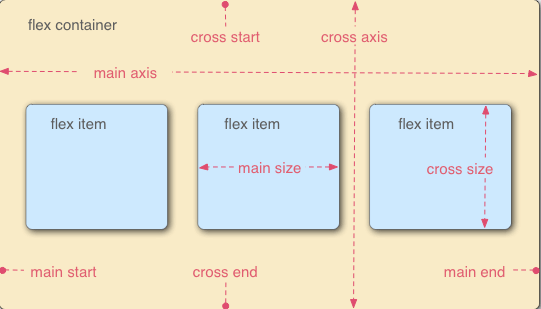 flex container
cross start
cross axis
main axis
flex item
flex item
flex item
main size
cross size
main start
cross end
main end